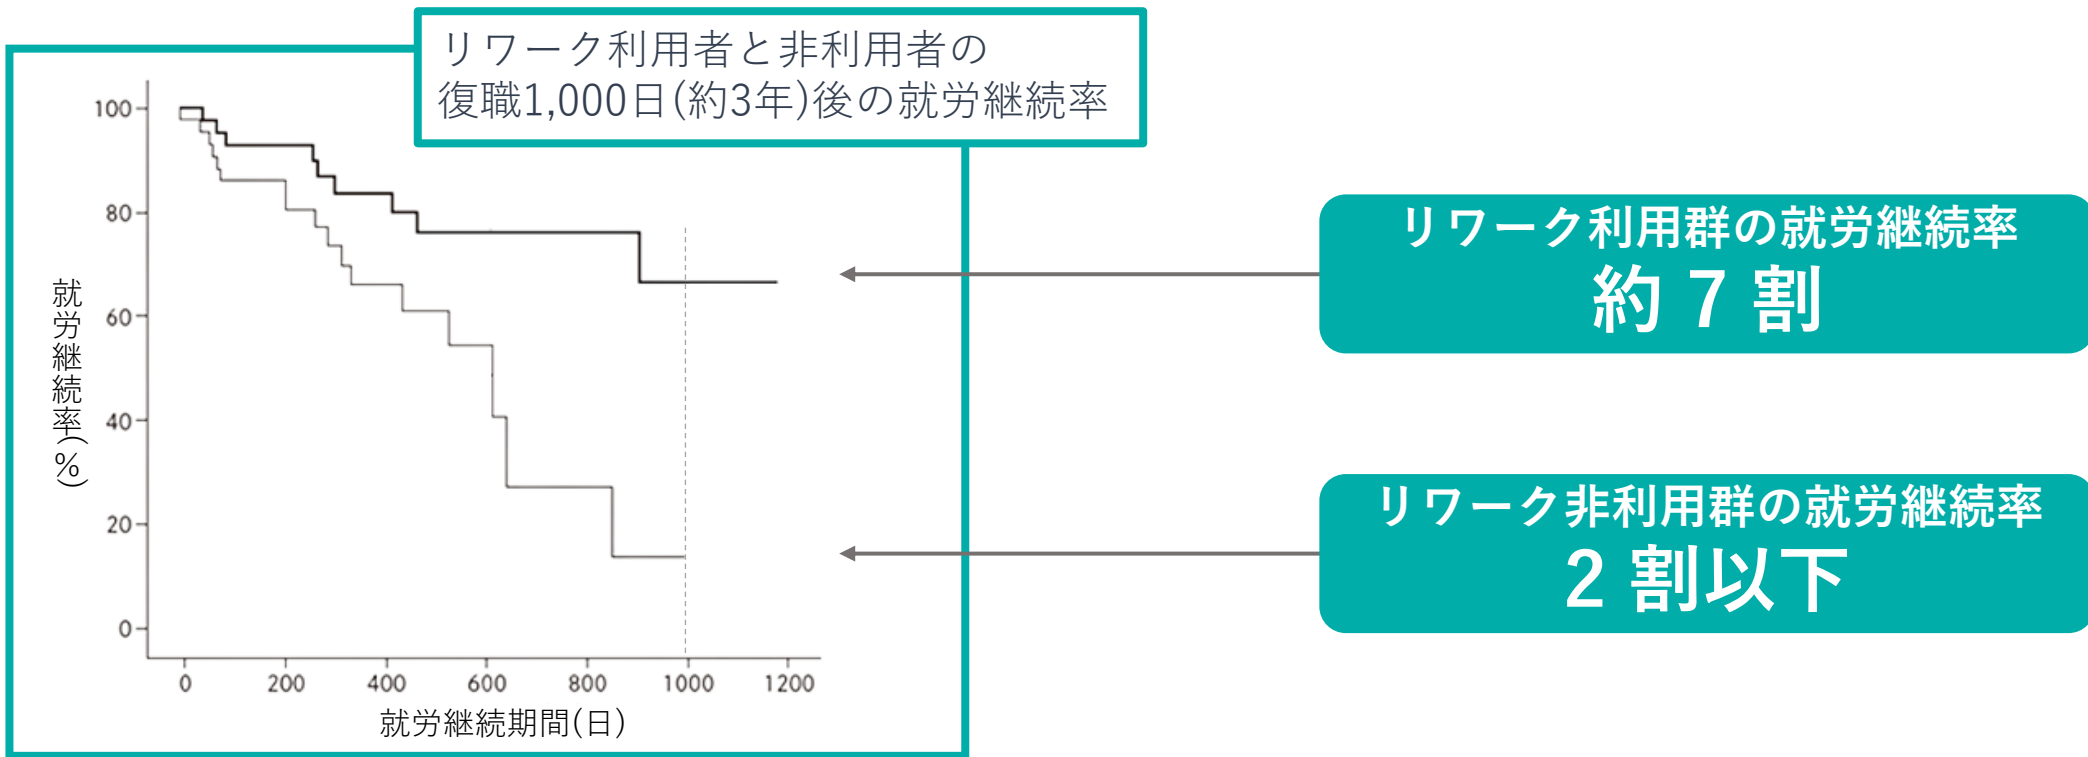 リワーク利用者と非利用者の
復職1,000日(約3年)後の就労継続率
就労継続率(%)
100
80
60
40
20
0
0 200 400 600 800 1000 1200
就労継続期間(日)
リワーク利用群の就労継続率
約 7 割
リワーク非利用群の就労継続率
2 割以下